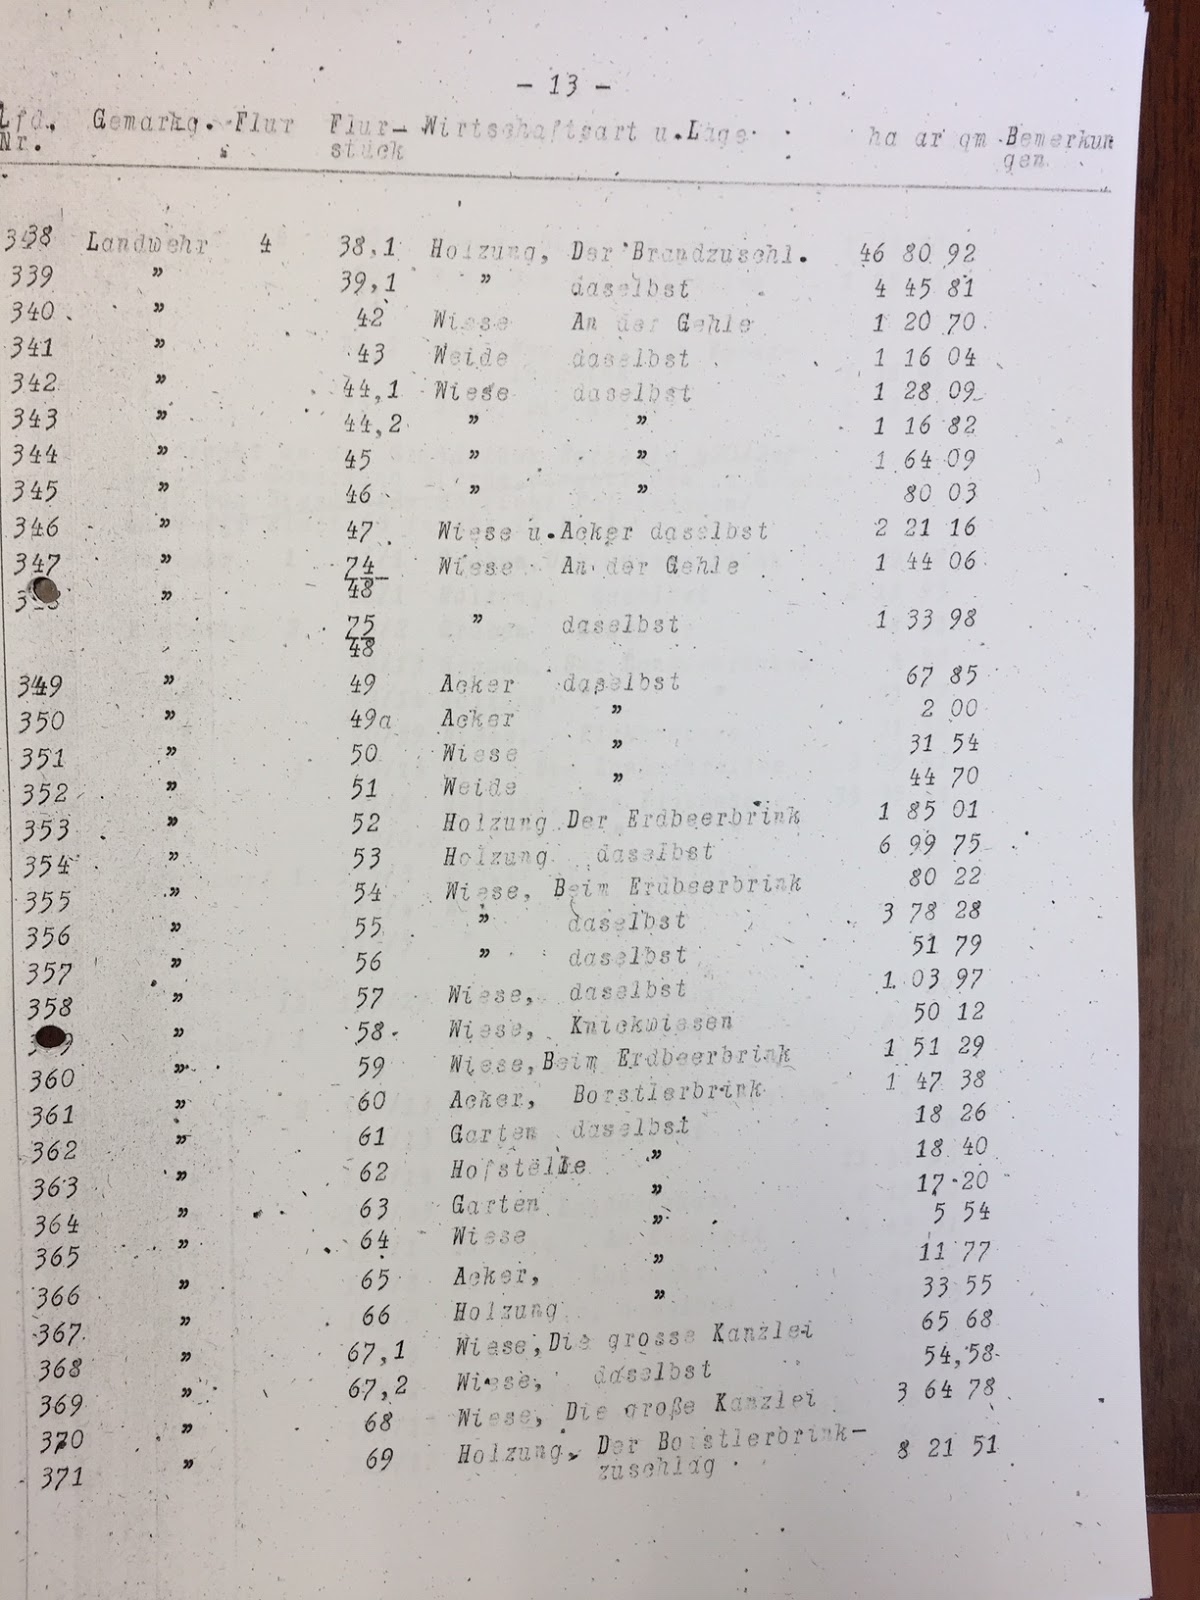 - 13 -
Lfd. Gemarkg. Flur Flur- Wirtschaftsart u. Lage ha ar qm Bemerkun
Nr. stück gen
338 Landwehr 4 38,1 Holzung, Der Brandzuschl. 46 80 92
339 " 39,1 " daselbst 4 45 81
340 " 42 Wiese An der Gehle 1 20 70
341 " 43 Weide daselbst 1 16 04
342 " 44,1 Wiese daselbst 1 28 09
343 " 44,2 " " 1 16 82
344 " 45 " " 1 64 09
345 " 46 " " 80 03
346 " 47 Wiese u. Acker daselbst 2 21 16
347 " 74/48 Wiese An der Gehle 1 44 06
" 75/48 " daselbst 1 33 98
349 " 49 Acker daselbst 67 85
350 " 49a Acker " 2 00
351 " 50 Wiese " 31 54
352 " 51 Weide " 44 70
353 " 52 Holzung Der Erdbeerbrink 1 85 01
354 " 53 Holzung daselbst 6 99 75
355 " 54 Wiese, Beim Erdbeerbrink 80 22
356 " 55 " daselbst 3 78 28
357 " 56 " daselbst 51 79
358 " 57 Wiese, daselbst 1 03 97
" 58 Wiese, Knickwiesen 50 12
360 " 59 Wiese, Beim Erdbeerbrink 1 51 29
361 " 60 Acker, Borstlerbrink 1 47 38
362 " 61 Garten daselbst 18 26
363 " 62 Hofstelle " 18 40
364 " 63 Garten " 17 20
365 " 64 Wiese " 5 54
366 " 65 Acker, " 11 77
367 " 66 Holzung " 33 55
368 " 67,1 Wiese, Die grosse Kanzlei 65 68
369 " 67,2 Wiese, daselbst 54,58
370 " 68 Wiese, Die große Kanzlei 3 64 78
371 " 69 Holzung, Der Borstlerbrink- 8 21 51
zuschlag